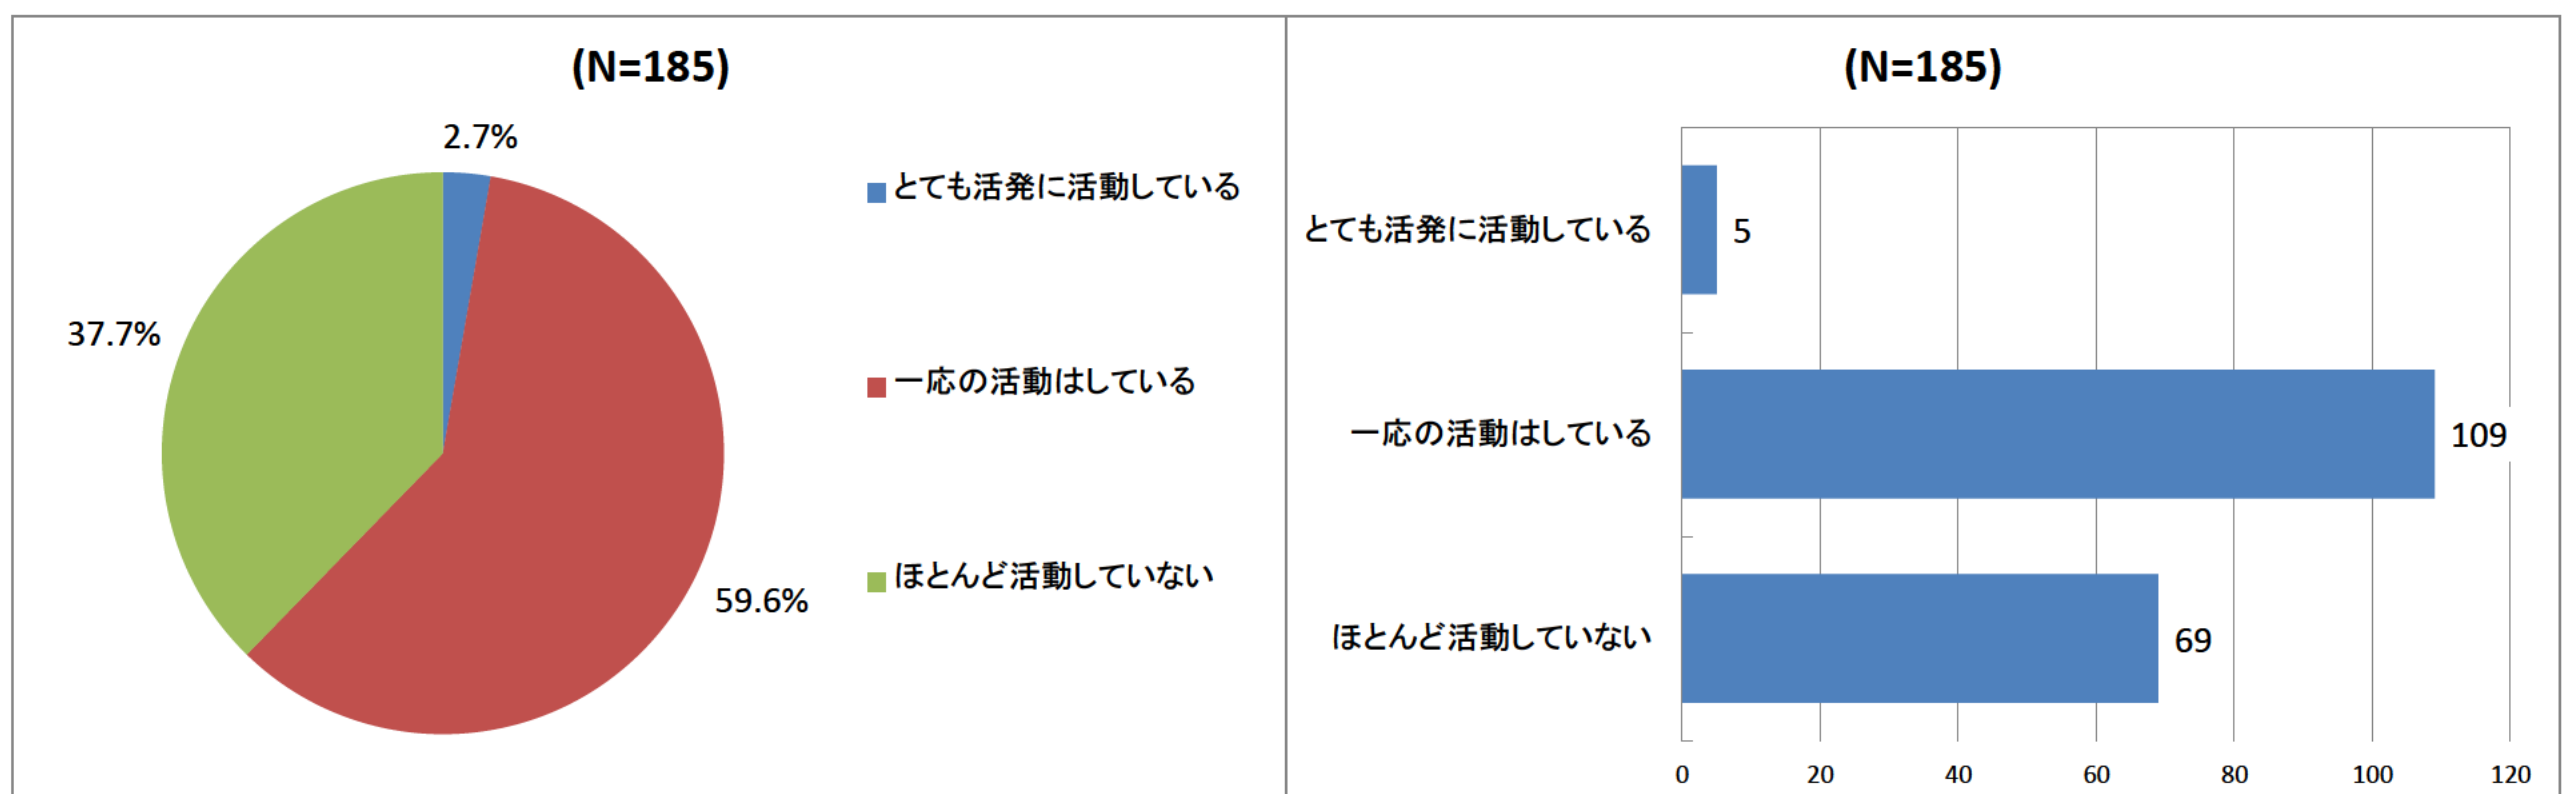 (N=185)
2.7%
37.7%
59.6%
とても活発に活動している
一応の活動はしている
ほとんど活動していない
(N=185)
とても活発に活動している
5
一応の活動はしている
109
ほとんど活動していない
69
0 20 40 60 80 100 120